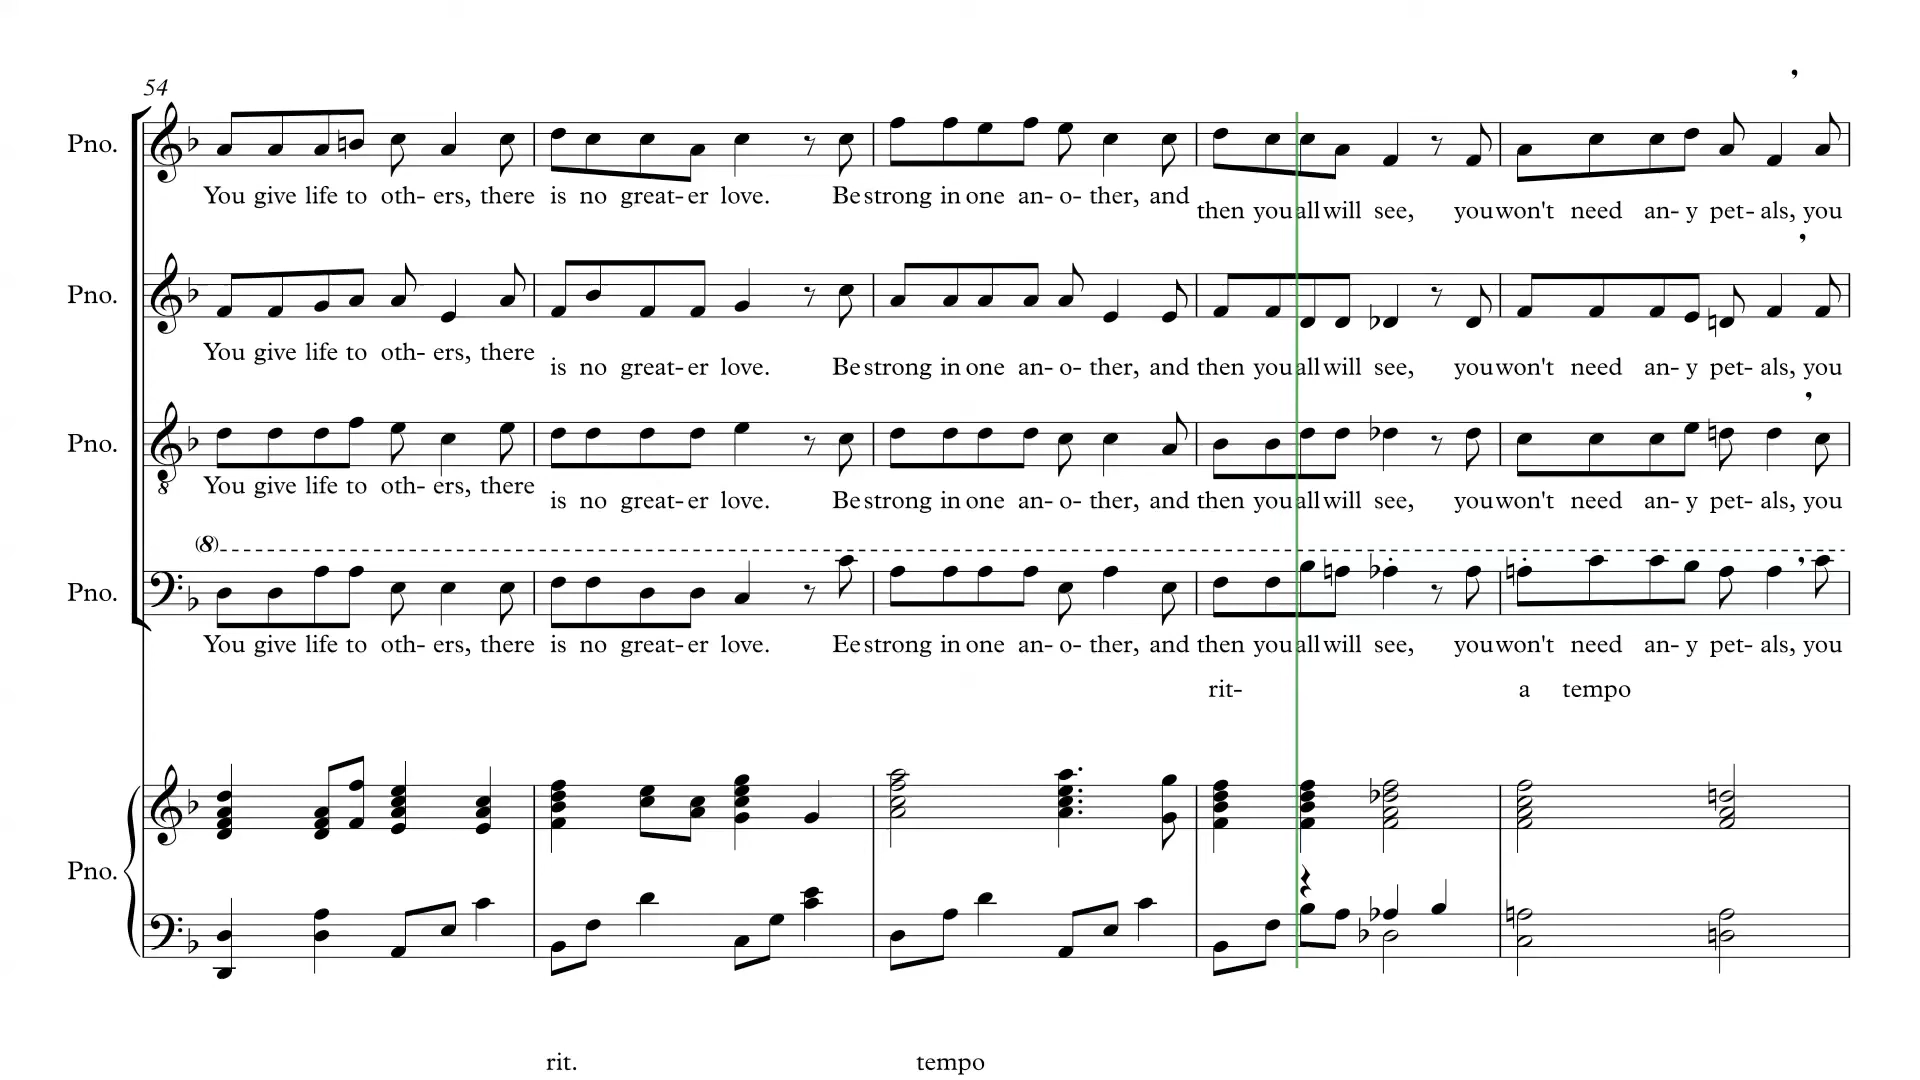 54
Pno.
You give life to oth- ers, there is no great- er love. Be strong in one an- o- ther, and then you all will see, you won't need an- y pet- als, you
Pno.
You give life to oth- ers, there is no great- er love. Be strong in one an- o- ther, and then you all will see, you won't need an- y pet- als, you
Pno.
8
You give life to oth- ers, there is no great- er love. Be strong in one an- o- ther, and then you all will see, you won't need an- y pet- als, you
(8)
Pno.
You give life to oth- ers, there is no great- er love. Ee strong in one an- o- ther, and then you all will see, you won't need an- y pet- als, you
rit- a tempo
Pno.
rit. tempo